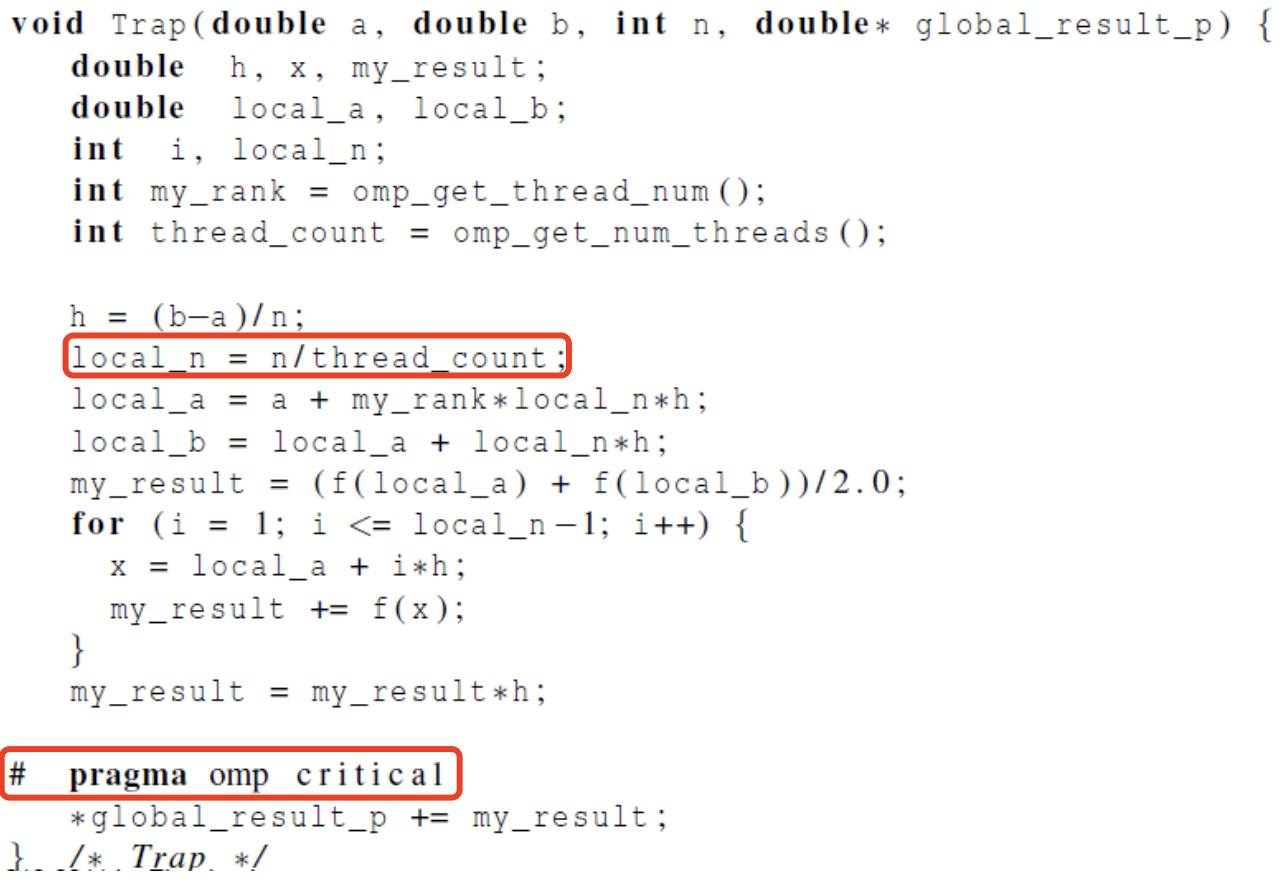 void Trap(double a, double b, int n, double* global_result_p) {
   double  h, x, my_result;
   double  local_a, local_b;
   int  i, local_n;
   int my_rank = omp_get_thread_num();
   int thread_count = omp_get_num_threads();

   h = (b-a)/n;
   local_n = n/thread_count;
   local_a = a + my_rank*local_n*h;
   local_b = local_a + local_n*h;
   my_result = (f(local_a) + f(local_b))/2.0;
   for (i = 1; i <= local_n-1; i++) {
     x = local_a + i*h;
     my_result += f(x);
   }
   my_result = my_result*h;

#  pragma omp critical
   *global_result_p += my_result;
}  /* Trap */